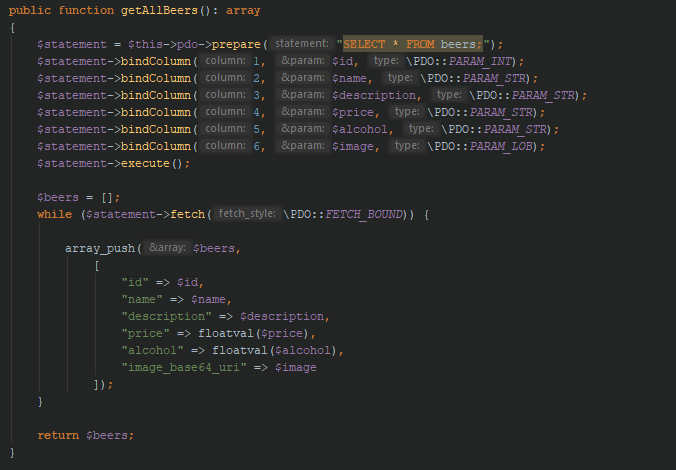 public function getAllBeers(): array
{
    $statement = $this->pdo->prepare( statement: "SELECT * FROM beers;");
    $statement->bindColumn( column: 1, &param: $id, type: \PDO::PARAM_INT);
    $statement->bindColumn( column: 2, &param: $name, type: \PDO::PARAM_STR);
    $statement->bindColumn( column: 3, &param: $description, type: \PDO::PARAM_STR);
    $statement->bindColumn( column: 4, &param: $price, type: \PDO::PARAM_STR);
    $statement->bindColumn( column: 5, &param: $alcohol, type: \PDO::PARAM_STR);
    $statement->bindColumn( column: 6, &param: $image, type: \PDO::PARAM_LOB);
    $statement->execute();

    $beers = [];
    while ($statement->fetch( fetch_style: \PDO::FETCH_BOUND)) {

        array_push( &array: $beers,
            [
                "id" => $id,
                "name" => $name,
                "description" => $description,
                "price" => floatval($price),
                "alcohol" => floatval($alcohol),
                "image_base64_uri" => $image
            ]);
    }

    return $beers;
}